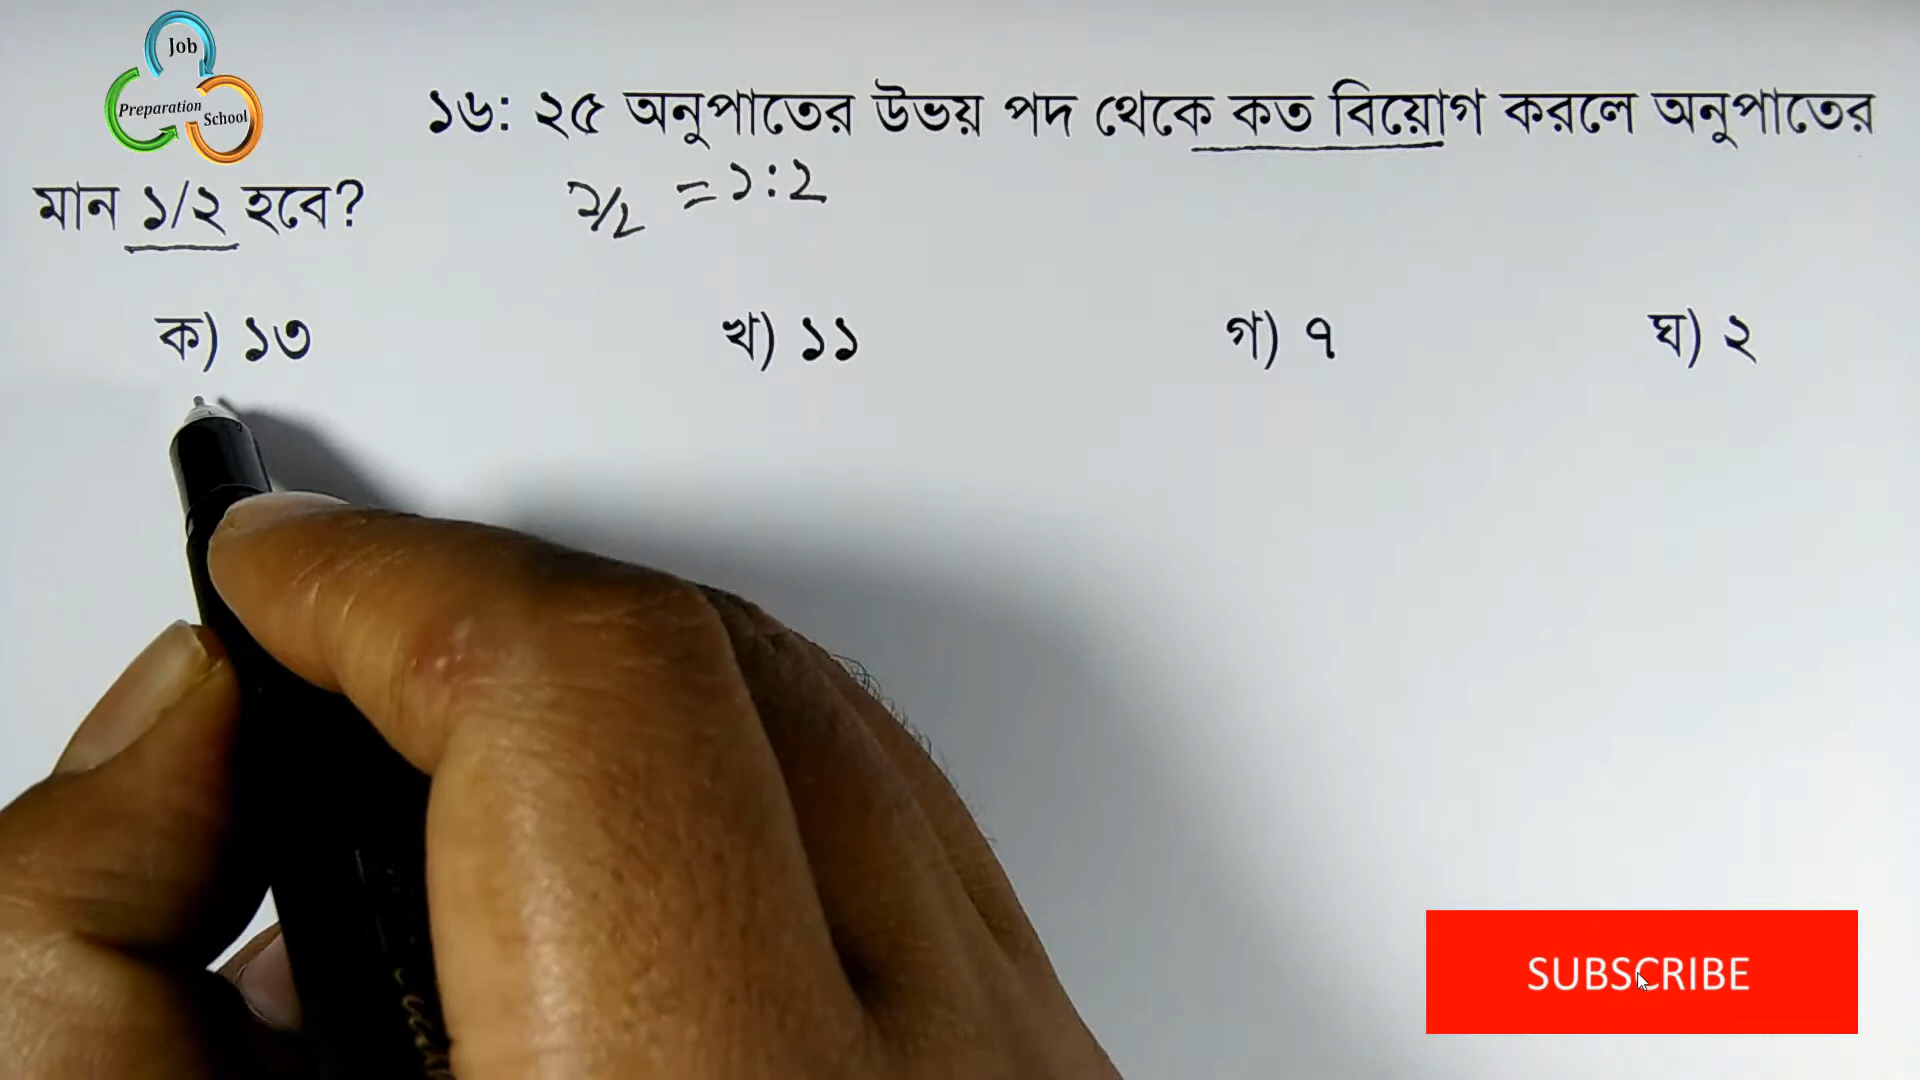 Job
Preparation
School
১৬: ২৫ অনুপাতের উভয় পদ থেকে কত বিয়োগ করলে অনুপাতের
মান ১/২ হবে?
১/২ = ১:২
ক) ১৩ খ) ১১ গ) ৭ ঘ) ২
SUBSCRIBE